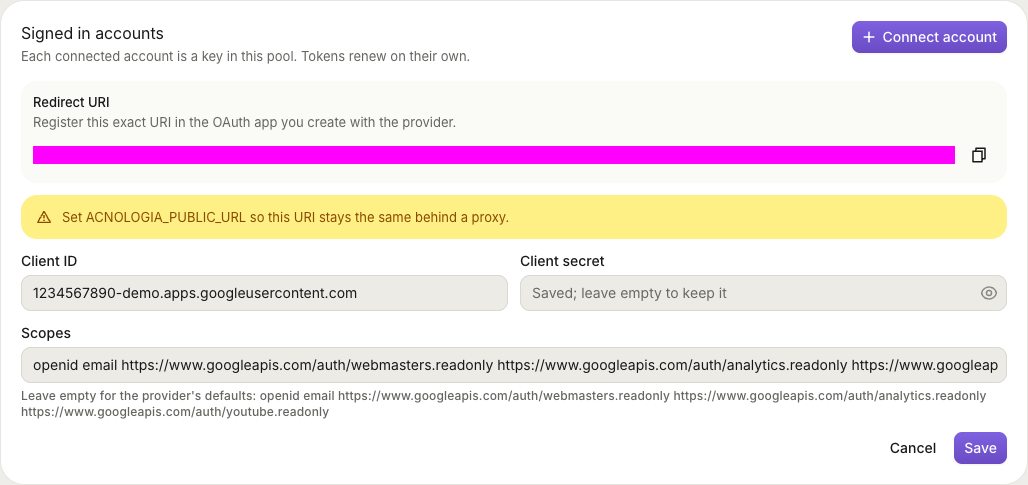 Signed in accounts
Each connected account is a key in this pool. Tokens renew on their own.
+ Connect account
Redirect URI
Register this exact URI in the OAuth app you create with the provider.
Set ACNOLOGIA_PUBLIC_URL so this URI stays the same behind a proxy.
Client ID
Client secret
1234567890-demo.apps.googleusercontent.com
Saved; leave empty to keep it
Scopes
openid email https://www.googleapis.com/auth/webmasters.readonly https://www.googleapis.com/auth/analytics.readonly https://www.googleap
Leave empty for the provider's defaults: openid email https://www.googleapis.com/auth/webmasters.readonly https://www.googleapis.com/auth/analytics.readonly
https://www.googleapis.com/auth/youtube.readonly
Cancel
Save